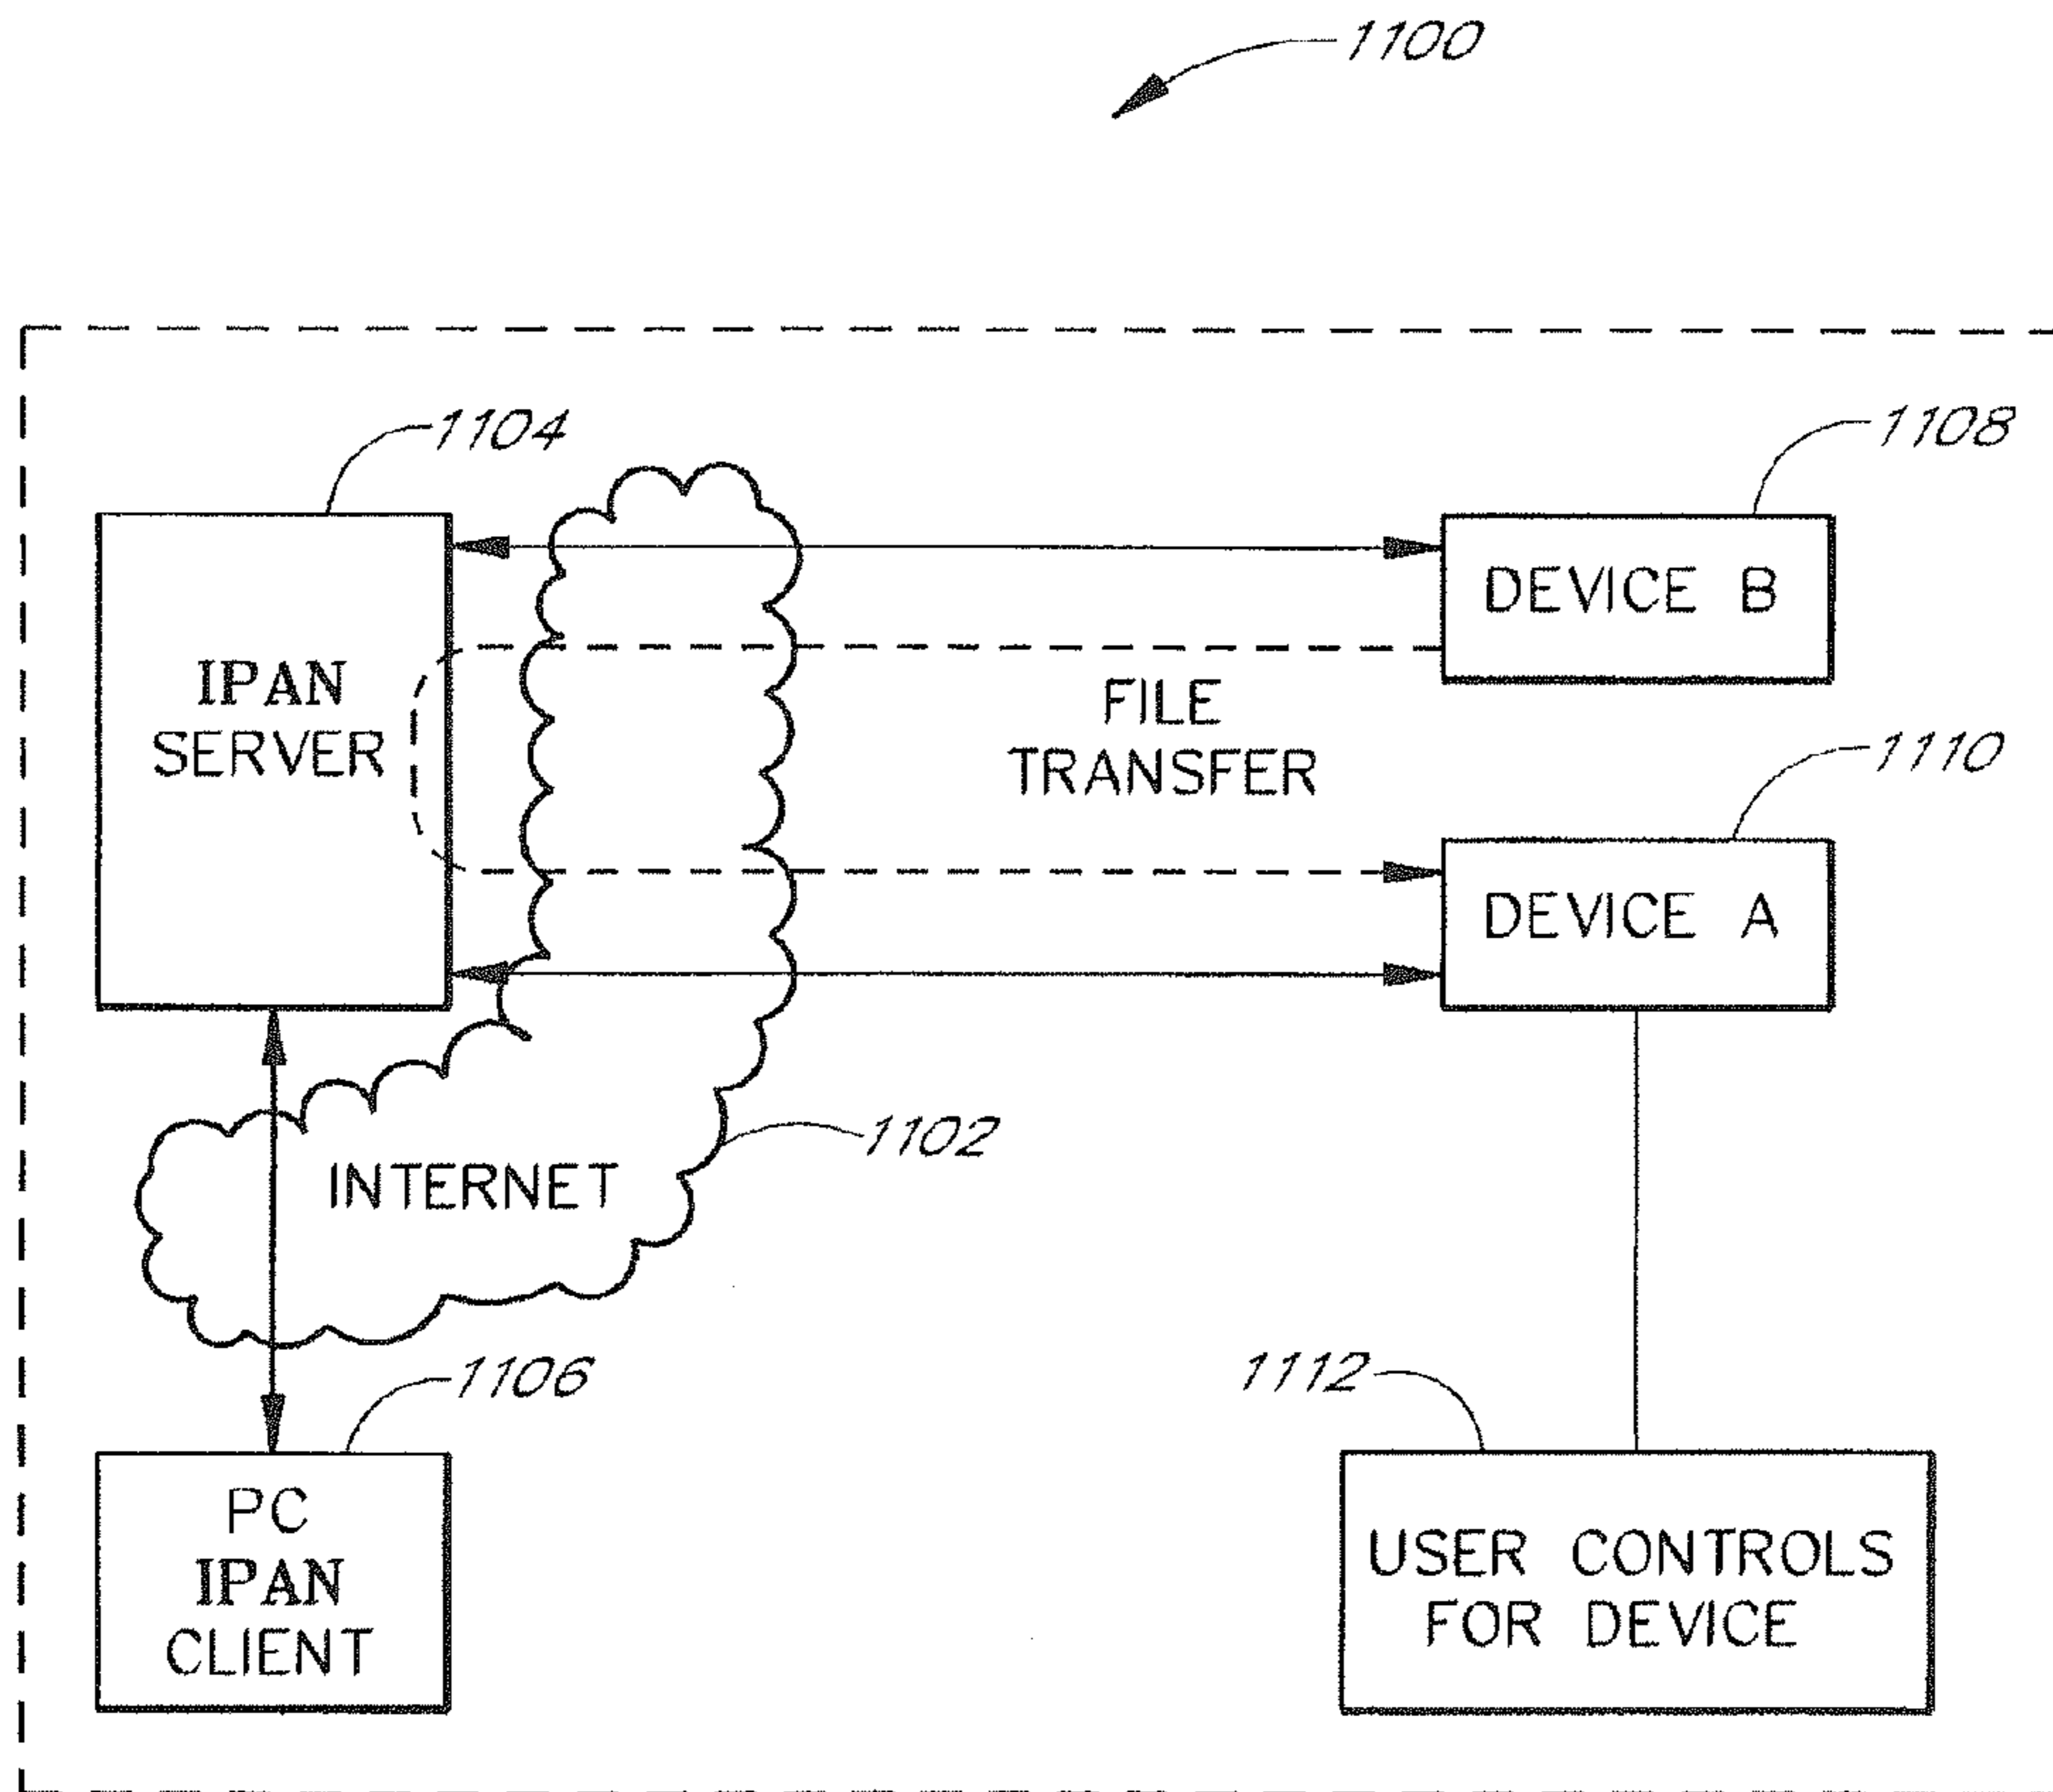 1100
1104
1108
IPAN
SERVER
DEVICE B
FILE
TRANSFER
1110
DEVICE A
1102
INTERNET
1106
1112
PC
IPAN
CLIENT
USER CONTROLS
FOR DEVICE